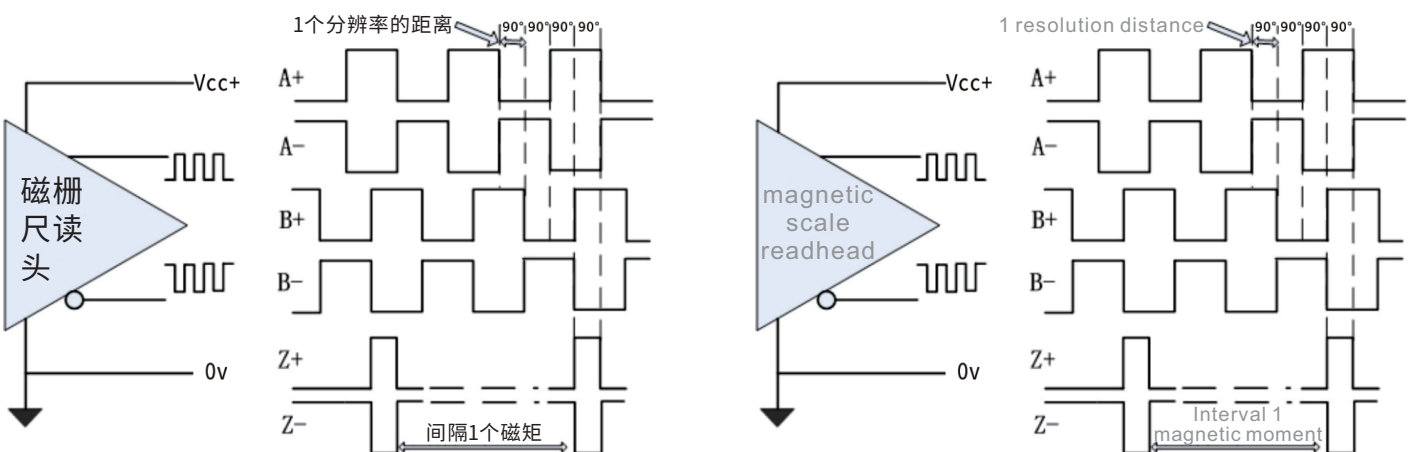 1个分辨率的距离
90°90°90°90°
Vcc+
A+
A-
磁栅
尺读
头
B+
B-
Z+
0v
Z-
间隔1个磁矩
1 resolution distance
90°90°90°90°
Vcc+
A+
A-
magnetic
scale
readhead
B+
B-
Z+
0v
Z-
Interval 1
magnetic moment